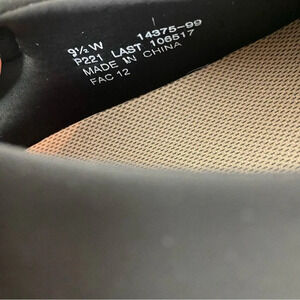 9½ W 14375-99
P221 LAST 106517
MADE IN CHINA
FAC 12